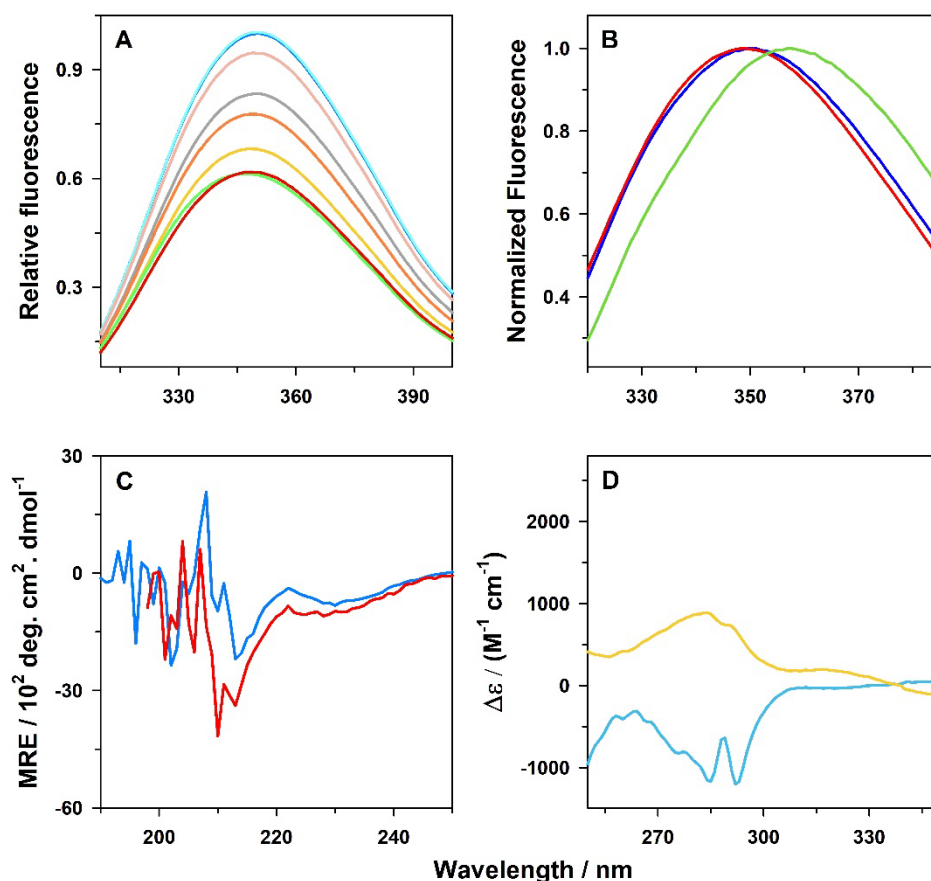 A
Relative fluorescence
0.9
0.6
0.3
330 360 390
B
Normalized Fluorescence
1.0
0.8
0.6
0.4
330 350 370
C
MRE / 10² deg. cm². dmol⁻¹
30
0
-30
-60
200 220 240
D
Δε / (M⁻¹ cm⁻¹)
2000
1000
0
-1000
270 300 330
Wavelength / nm